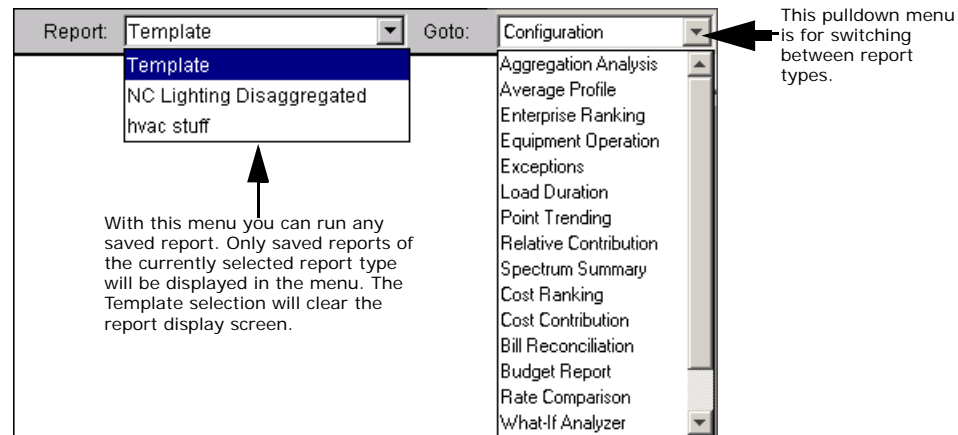 Report: Template Goto: Configuration
Template
NC Lighting Disaggregated
hvac stuff
With this menu you can run any
saved report. Only saved reports of
the currently selected report type
will be displayed in the menu. The
Template selection will clear the
report display screen.
Aggregation Analysis
Average Profile
Enterprise Ranking
Equipment Operation
Exceptions
Load Duration
Point Trending
Relative Contribution
Spectrum Summary
Cost Ranking
Cost Contribution
Bill Reconciliation
Budget Report
Rate Comparison
What-If Analyzer
This pulldown menu
is for switching
between report
types.